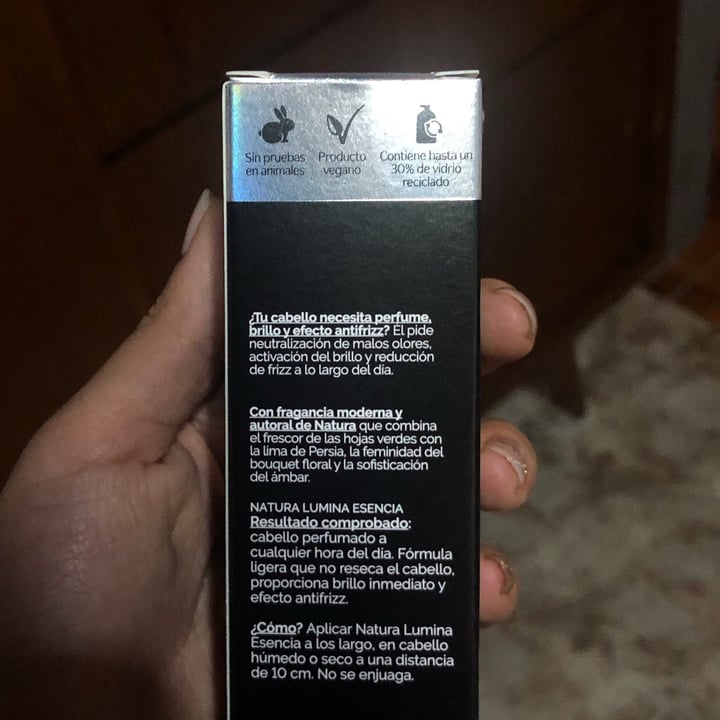 Sin pruebas
en animales
Producto
vegano
Contiene hasta un
30% de vidrio
reciclado
¿Tu cabello necesita perfume,
brillo y efecto antifrizz? Él pide
neutralización de malos olores,
activación del brillo y reducción
de frizz a lo largo del día.
Con fragancia moderna y
autoral de Natura que combina
el frescor de las hojas verdes con
la lima de Persia, la feminidad del
bouquet floral y la sofisticación
del ámbar.
NATURA LUMINA ESENCIA
Resultado comprobado:
cabello perfumado a
cualquier hora del día. Fórmula
ligera que no reseca el cabello,
proporciona brillo inmediato y
efecto antifrizz.
¿Cómo? Aplicar Natura Lumina
Esencia a los largo, en cabello
húmedo o seco a una distancia
de 10 cm. No se enjuaga.